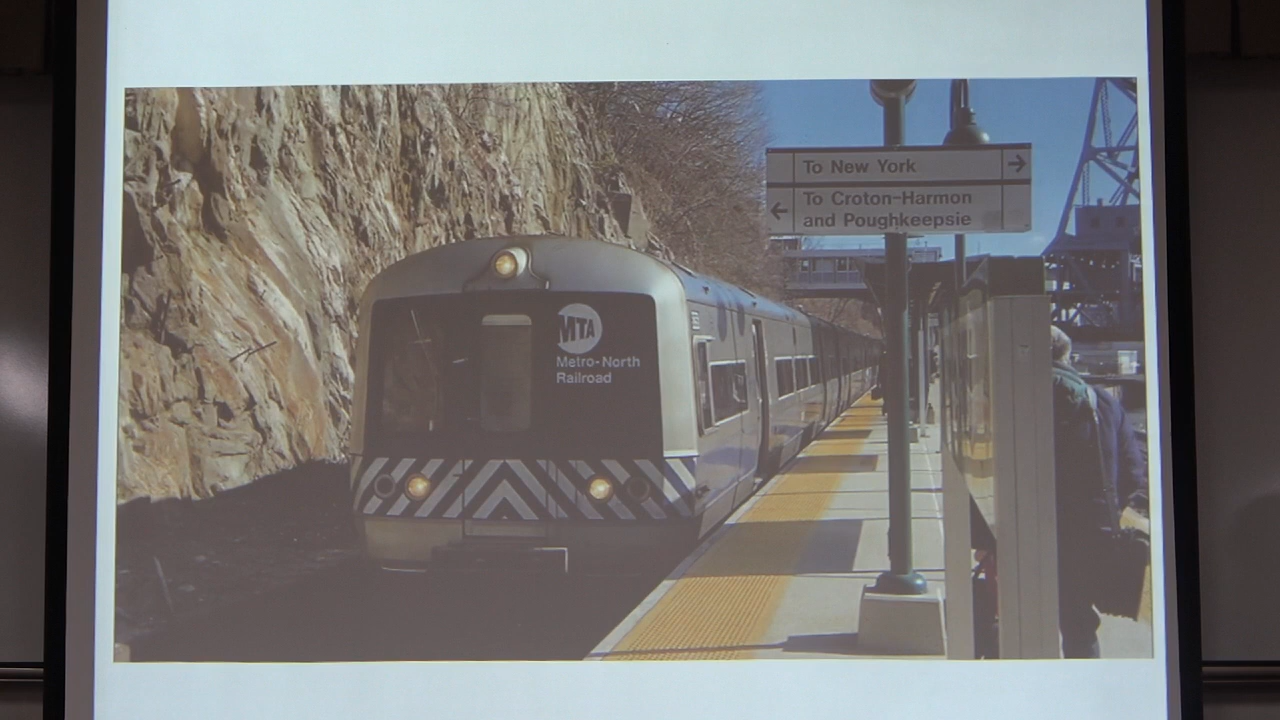 To New York →
← To Croton-Harmon
and Poughkeepsie
MTA
Metro-North
Railroad